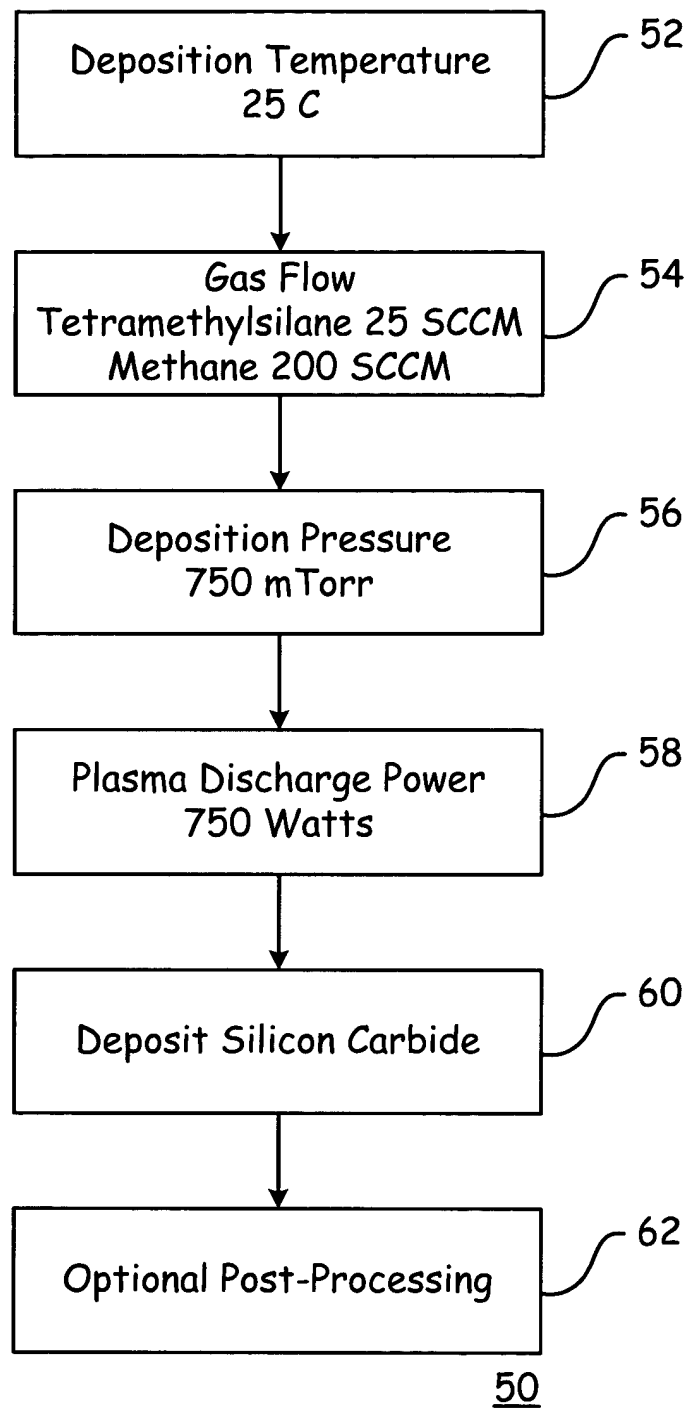 Deposition Temperature
25 C
52
Gas Flow
Tetramethylsilane 25 SCCM
Methane 200 SCCM
54
Deposition Pressure
750 mTorr
56
Plasma Discharge Power
750 Watts
58
Deposit Silicon Carbide
60
Optional Post-Processing
62
50